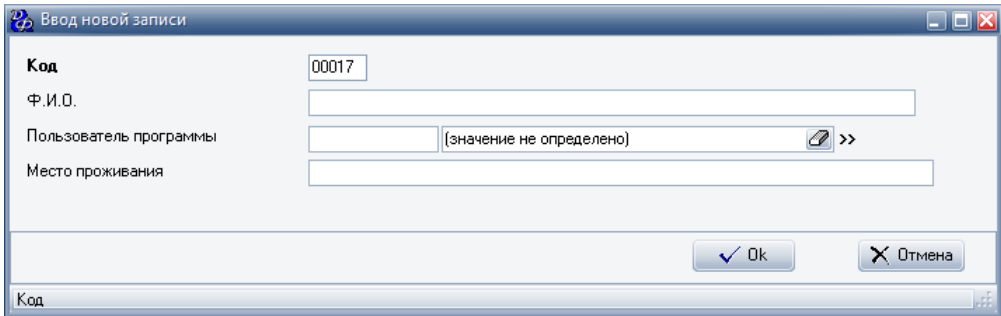 Ввод новой записи
Код 00017
Ф.И.О.
Пользователь программы (значение не определено) >>
Место проживания
Ok Отмена
Код